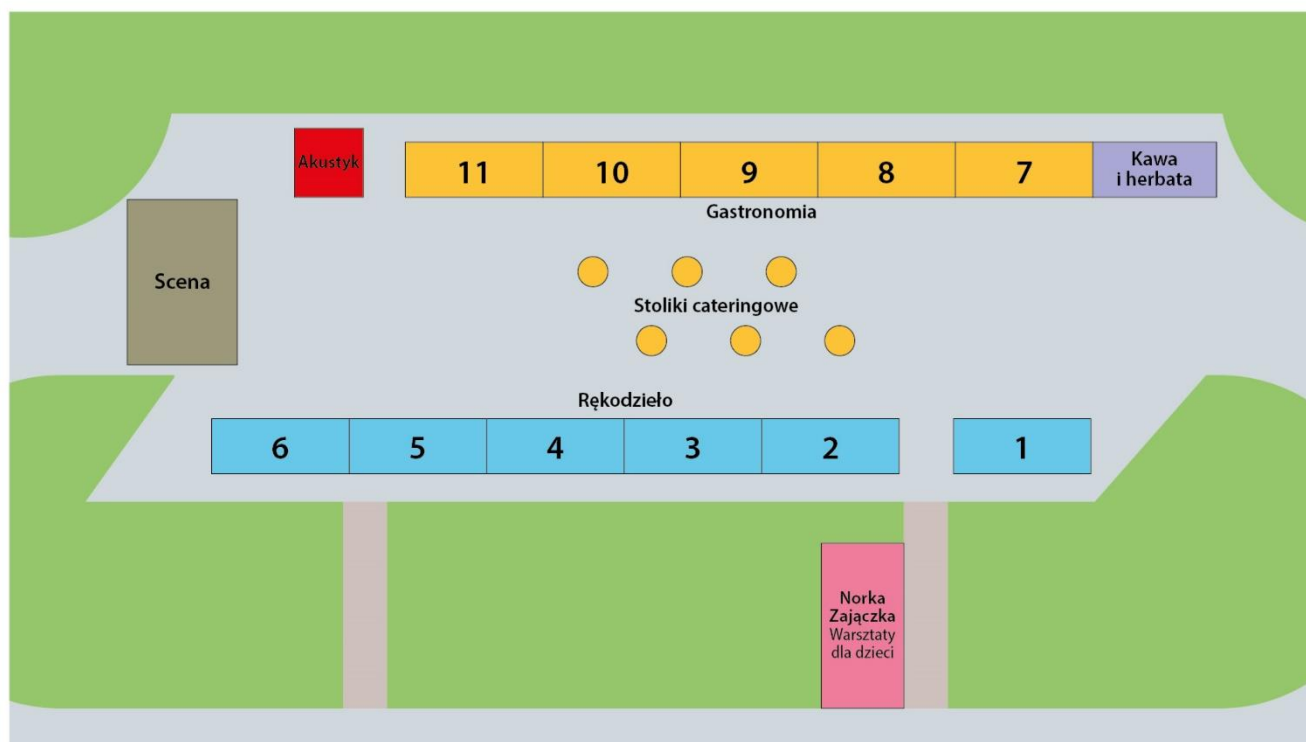 Akustyk
11
10
9
8
7
Kawa
i herbata
Gastronomia
Scena
Stoliki cateringowe
Rękodzieło
6
5
4
3
2
1
Norka
Zajączka
Warsztaty
dla dzieci